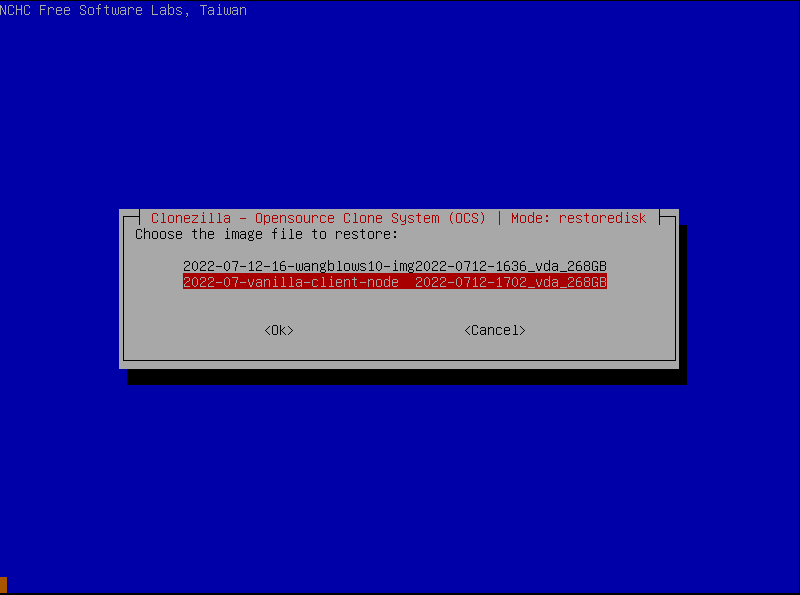 NCHC Free Software Labs, Taiwan
Clonezilla - Opensource Clone System (OCS) | Mode: restoredisk
Choose the image file to restore:
2022-07-12-16-wangblows10-img2022-0712-1636_vda_268GB
2022-07-vanilla-client-node 2022-0712-1702_vda_268GB
<Ok> <Cancel>